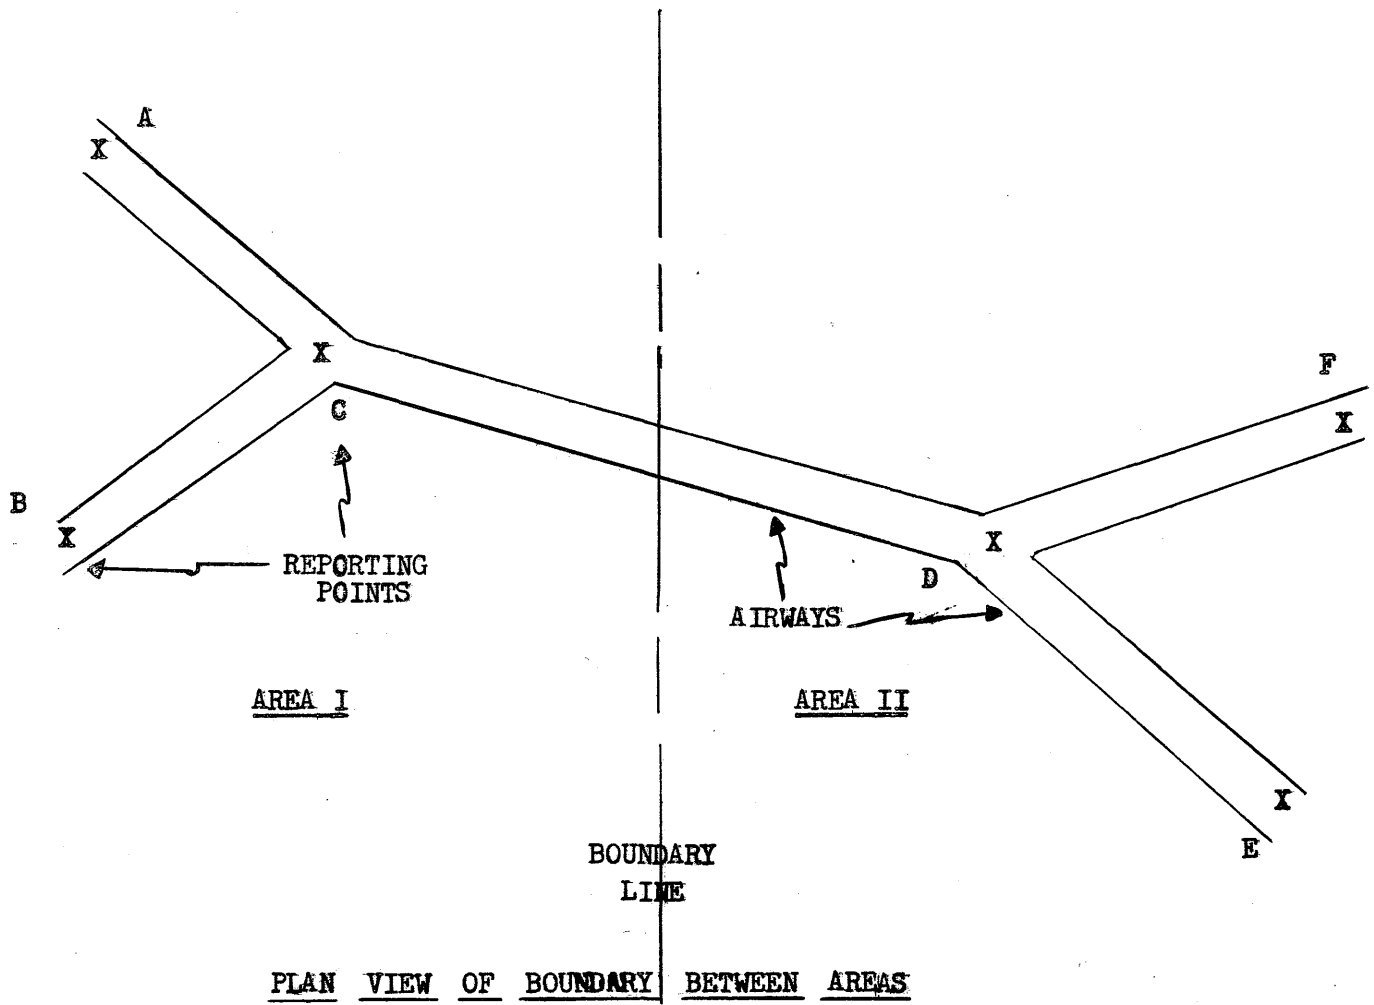 A
X
X
F
X
C
B
X
X
REPORTING
POINTS
D
AIRWAYS
AREA I
AREA II
X
E
BOUNDARY
LINE
PLAN VIEW OF BOUNDARY BETWEEN AREAS